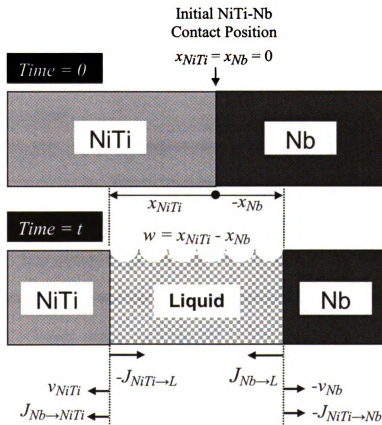 Initial NiTi-Nb
Contact Position
x_NiTi = x_Nb = 0
Time = 0
NiTi
Nb
x_NiTi
-x_Nb
Time = t
w = x_NiTi - x_Nb
NiTi
Liquid
Nb
-J_NiTi→L
J_Nb→L
v_NiTi
-v_Nb
J_Nb→NiTi
-J_NiTi→Nb